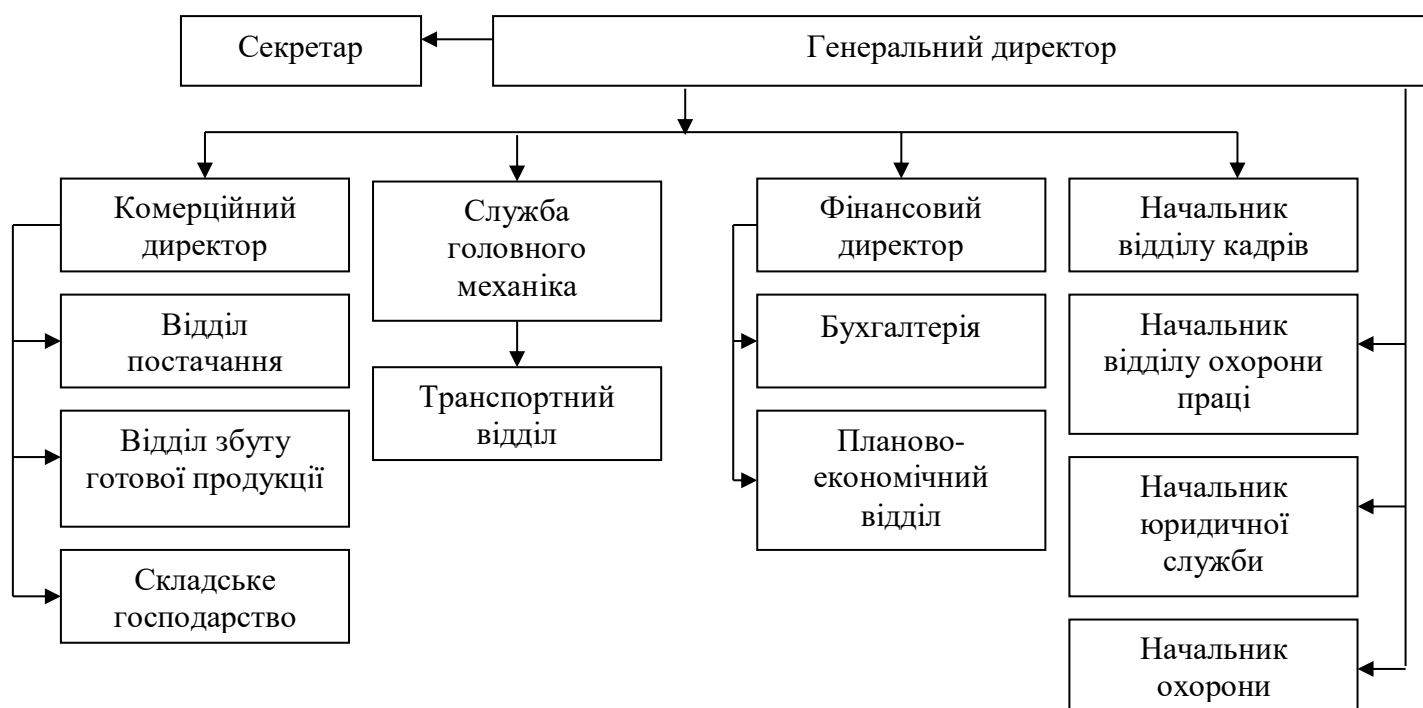 Секретар
Генеральний директор
Комерційний
директор
Служба
головного
механіка
Фінансовий
директор
Начальник
відділу кадрів
Відділ
постачання
Транспортний
відділ
Бухгалтерія
Начальник
відділу охорони
праці
Відділ збуту
готової продукції
Планово-
економічний
відділ
Начальник
юридичної
служби
Складське
господарство
Начальник
охорони